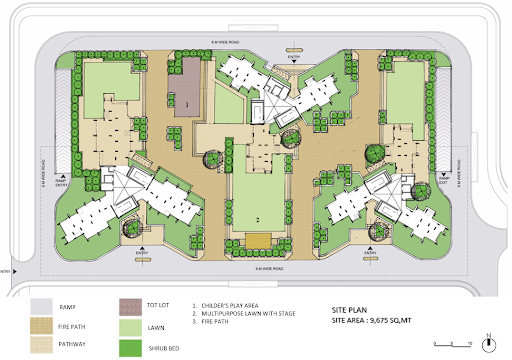 6 M WIDE ROAD
ENTRY
1
6 M WIDE ROAD
6 M WIDE ROAD
RAMP
ENTRY
RAMP
EXIT
2
ENTRY
ENTRY
ENTRY
6 M WIDE ROAD
RAMP
FIRE PATH
PATHWAY
TOT LOT
LAWN
SHRUB BED
1. CHILDER'S PLAY AREA
2. MULTIPURPOSE LAWN WITH STAGE
3. FIRE PATH
SITE PLAN
SITE AREA : 9,675 SQ,MT
0 5 10